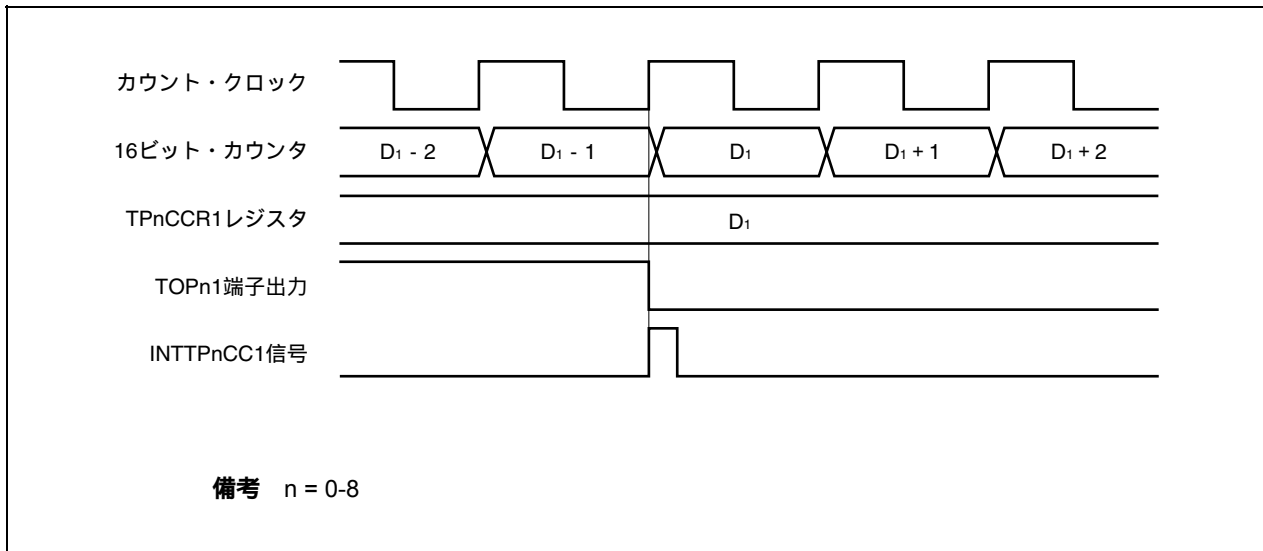 カウント・クロック
16ビット・カウンタ D₁ - 2 D₁ - 1 D₁ D₁ + 1 D₁ + 2
TPnCCR1レジスタ D₁
TOPn1端子出力
INTTPnCC1信号
備考 n = 0-8